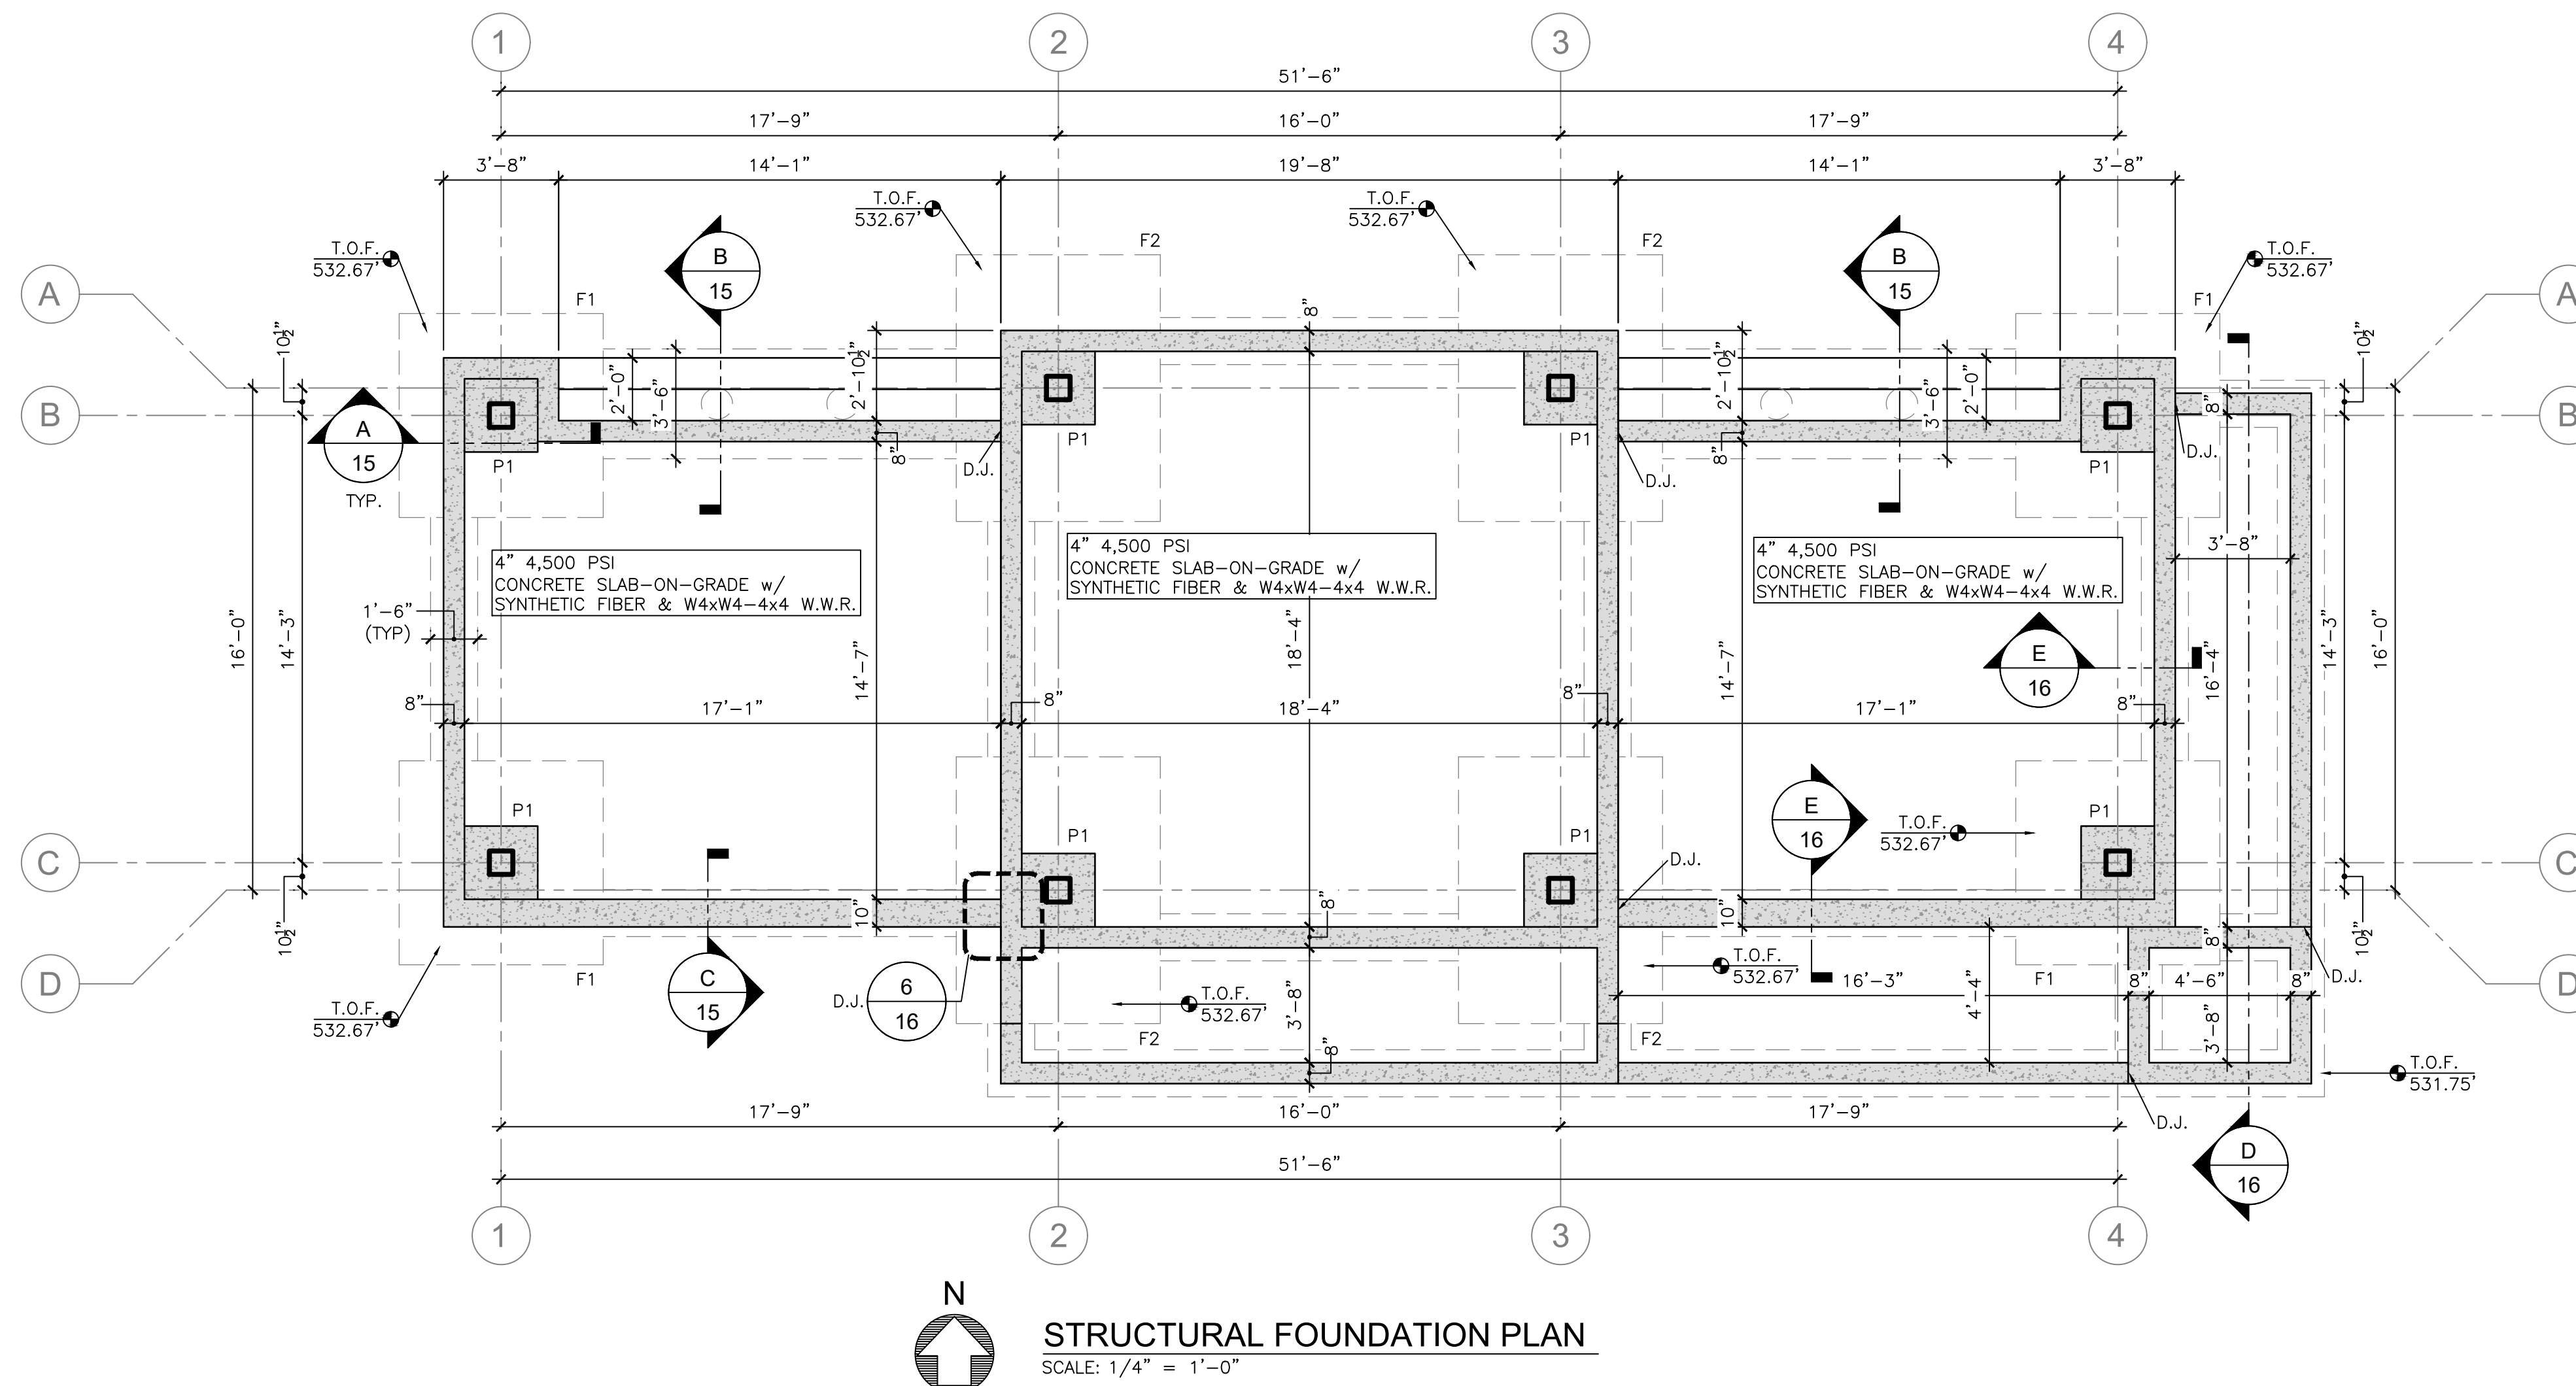 1
2
3
4
51'-6"
17'-9"
16'-0"
17'-9"
3'-8"
14'-1"
19'-8"
14'-1"
3'-8"
T.O.F.
532.67'
T.O.F.
532.67'
T.O.F.
532.67'
T.O.F.
532.67'
B
15
B
15
F1
F2
F2
F1
A
A
B
B
10½"
10½"
8"
2'-0"
3'-6"
2'-10½"
2'-10½"
3'-6"
2'-0"
8"
A
15
TYP.
P1
8"
D.J.
P1
P1
D.J.
8"
P1
D.J.
4" 4,500 PSI
CONCRETE SLAB-ON-GRADE w/
SYNTHETIC FIBER & W4xW4-4x4 W.W.R.
4" 4,500 PSI
CONCRETE SLAB-ON-GRADE w/
SYNTHETIC FIBER & W4xW4-4x4 W.W.R.
4" 4,500 PSI
CONCRETE SLAB-ON-GRADE w/
SYNTHETIC FIBER & W4xW4-4x4 W.W.R.
3'-8"
1'-6"
(TYP)
16'-0"
14'-3"
14'-7"
18'-4"
14'-7"
E
16
16'-4"
14'-3"
16'-0"
8"
17'-1"
8"
18'-4"
8"
17'-1"
8"
P1
P1
P1
P1
E
16
T.O.F.
532.67'
D.J.
C
C
10½"
10"
8"
10"
8"
10½"
D
D
F1
C
15
D.J.
6
16
T.O.F.
532.67'
T.O.F.
532.67'
3'-8"
T.O.F.
532.67'
16'-3"
4'-4"
F1
8"
4'-6"
8"
D.J.
3'-8"
F2
8"
F2
T.O.F.
531.75'
D.J.
17'-9"
16'-0"
17'-9"
51'-6"
D
16
1
2
3
4
N
STRUCTURAL FOUNDATION PLAN
SCALE: 1/4" = 1'-0"